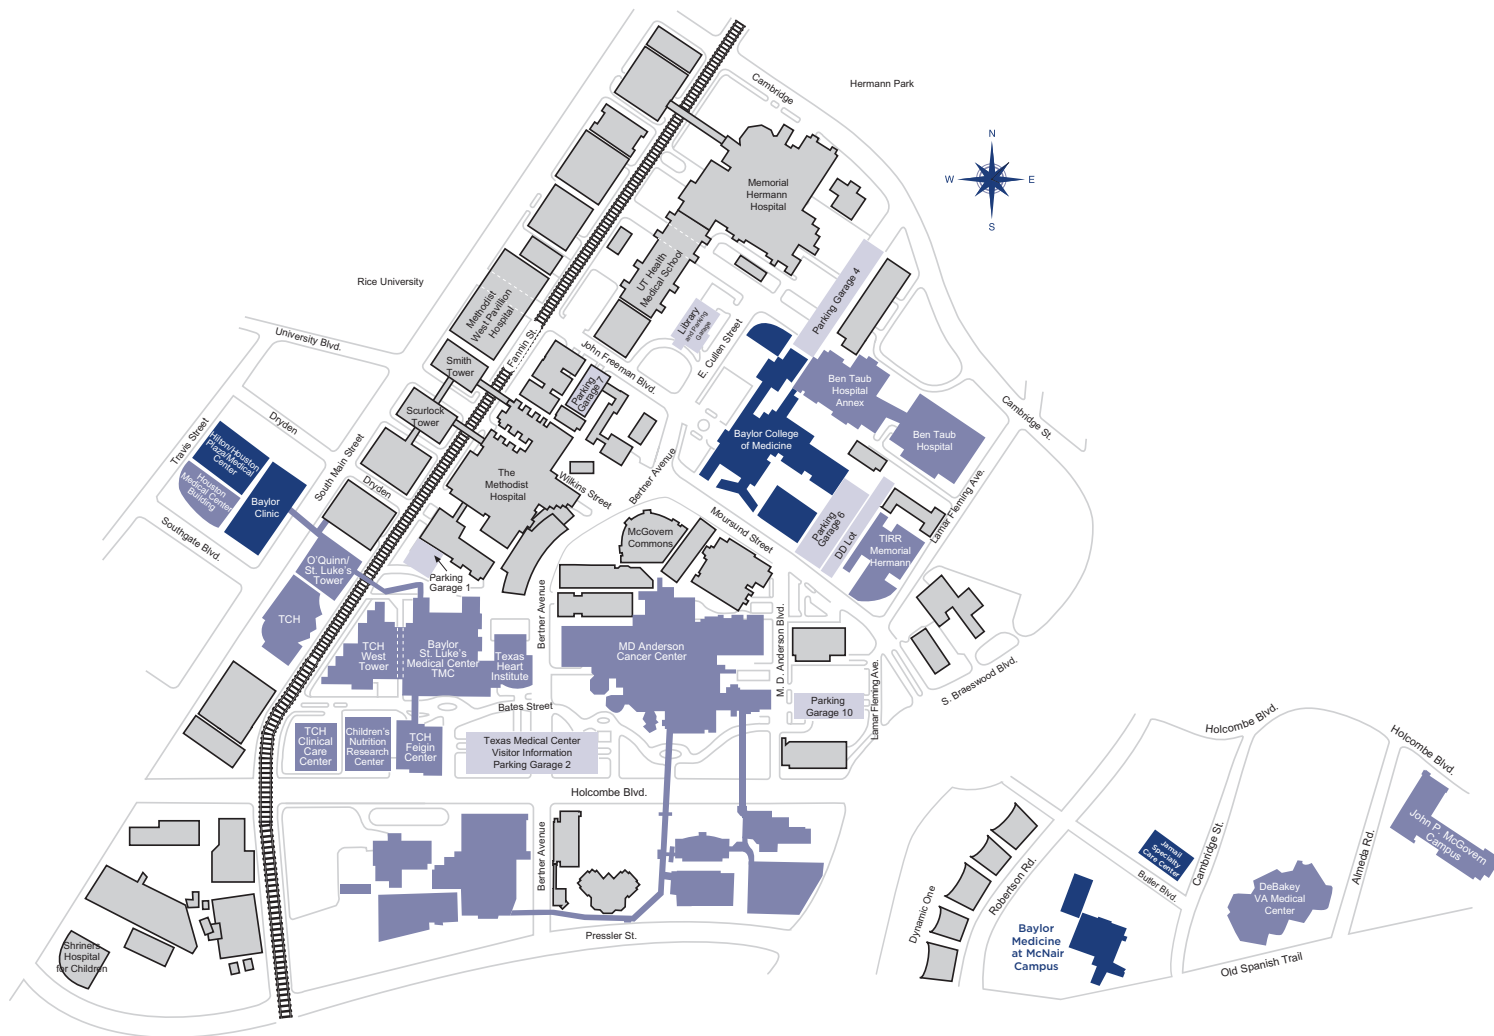 Cambridge
Hermann Park
N
W
E
S
Memorial
Hermann
Hospital
Rice University
UT Health
Medical School
Parking Garage 4
Methodist
West Pavilion
Hospital
Library
and Parking
Garage
E. Cullen Street
University Blvd.
Fannin St.
John Freeman Blvd.
Smith
Tower
Parking
Garage 7
Ben Taub
Hospital
Annex
Scurlock
Tower
Cambridge St.
Dryden
Travis Street
Hilton/Houston
Plaza/Medical
Center
Baylor College
of Medicine
Ben Taub
Hospital
South Main Street
Houston
Medical Center
Building
Baylor
Clinic
Dryden
The
Methodist
Hospital
Wilkins Street
Bertner Avenue
Southgate Blvd.
Moursund Street
Parking
Garage 6
DD Lot
Lamar Fleming Ave.
McGovern
Commons
TIRR
Memorial
Hermann
O'Quinn/
St. Luke's
Tower
Parking
Garage 1
Bertner Avenue
TCH
TCH
West
Tower
Baylor
St. Luke's
Medical Center
TMC
Texas
Heart
Institute
MD Anderson
Cancer Center
M. D. Anderson Blvd.
Lamar Fleming Ave.
S. Braeswood Blvd.
Bates Street
Parking
Garage 10
TCH
Clinical
Care
Center
Children's
Nutrition
Research
Center
TCH
Feigin
Center
Texas Medical Center
Visitor Information
Parking Garage 2
Holcombe Blvd.
Holcombe Blvd.
Holcombe Blvd.
Bertner Avenue
John P. McGovern
Campus
Jamail
Specialty
Care Center
Cambridge St.
Almeda Rd.
Butler Blvd.
Robertson Rd.
Dynamic One
DeBakey
VA Medical
Center
Baylor
Medicine
at McNair
Campus
Pressler St.
Shriners
Hospital
for Children
Old Spanish Trail